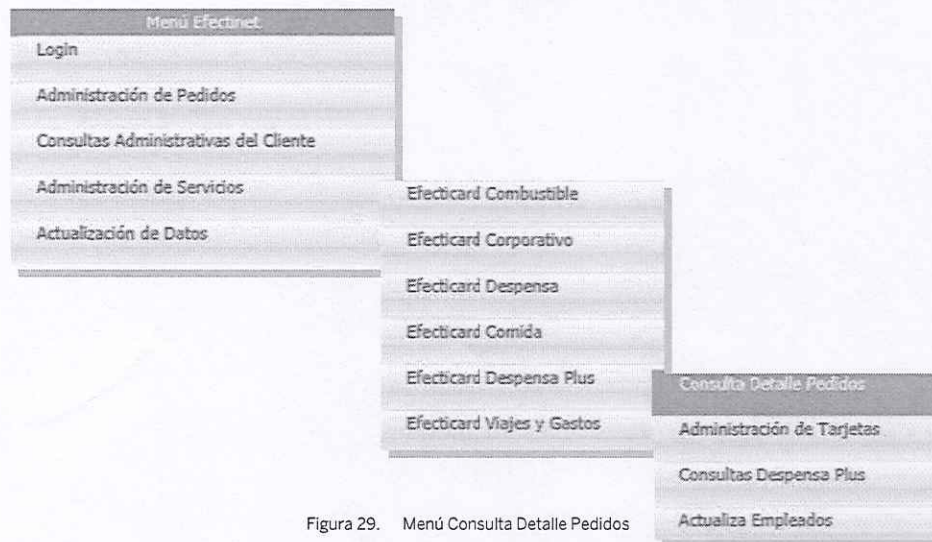 Menú Efectinet
Login
Administración de Pedidos
Consultas Administrativas del Cliente
Administración de Servicios
Actualización de Datos
Efecticard Combustible
Efecticard Corporativo
Efecticard Despensa
Efecticard Comida
Efecticard Despensa Plus
Efecticard Viajes y Gastos
Consulta Detalle Pedidos
Administración de Tarjetas
Consultas Despensa Plus
Actualiza Empleados
Figura 29. Menú Consulta Detalle Pedidos